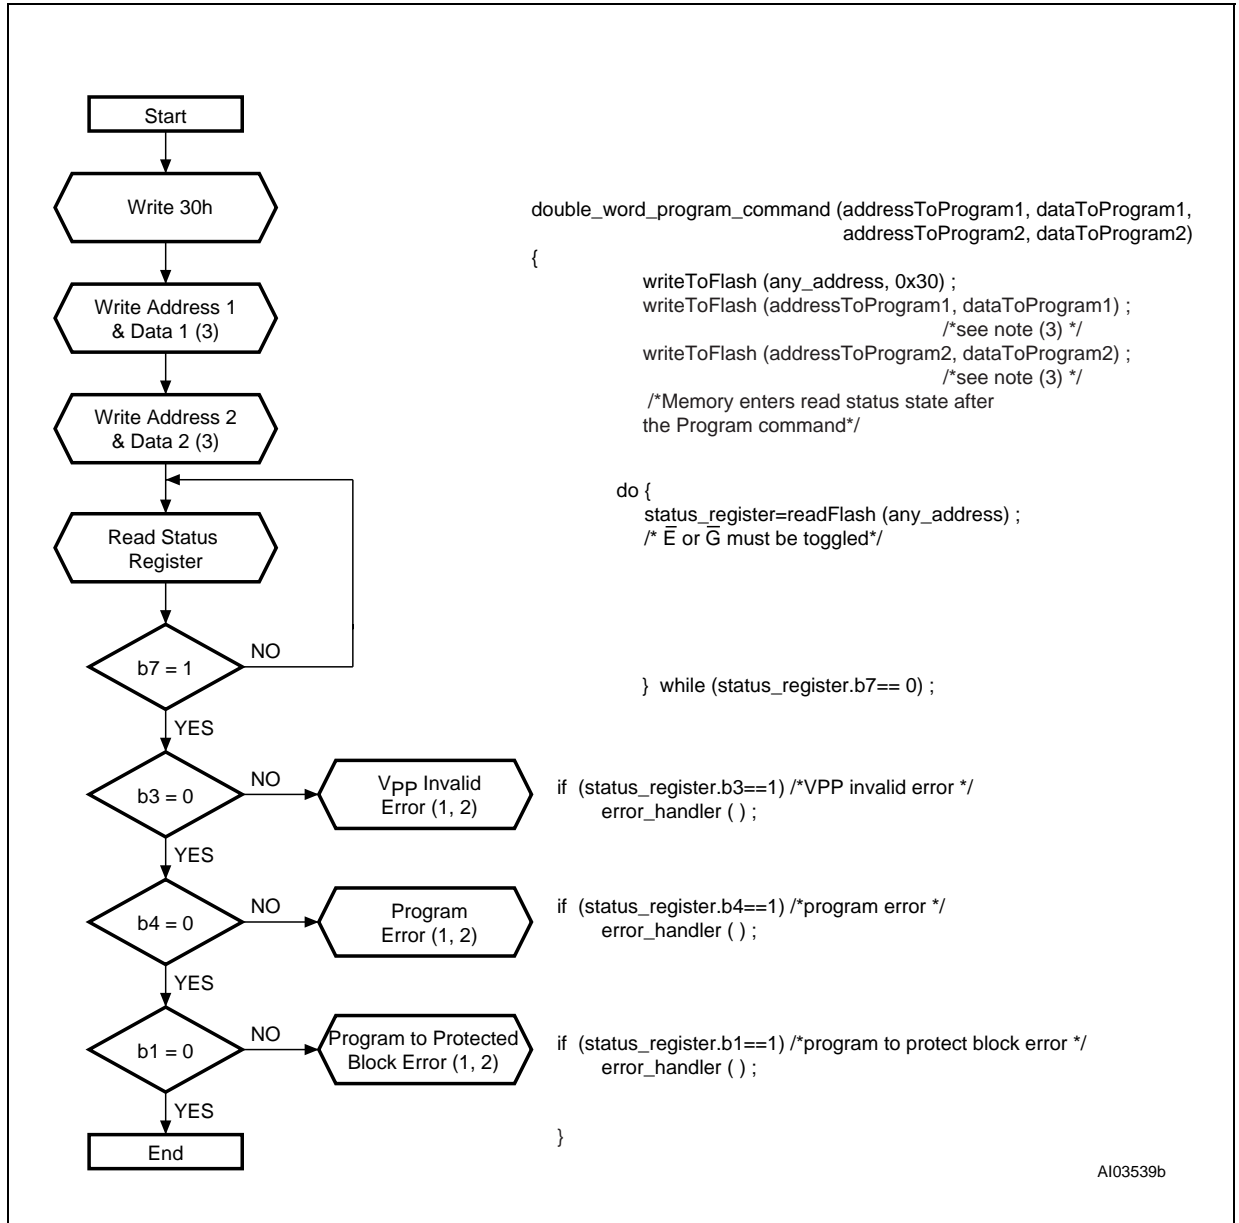 Start
Write 30h
Write Address 1
& Data 1 (3)
Write Address 2
& Data 2 (3)
Read Status
Register
b7 = 1
NO
YES
b3 = 0
NO
VPP Invalid
Error (1, 2)
YES
b4 = 0
NO
Program
Error (1, 2)
YES
b1 = 0
NO
Program to Protected
Block Error (1, 2)
YES
End
double_word_program_command (addressToProgram1, dataToProgram1,
addressToProgram2, dataToProgram2)
{
writeToFlash (any_address, 0x30) ;
writeToFlash (addressToProgram1, dataToProgram1) ;
/*see note (3) */
writeToFlash (addressToProgram2, dataToProgram2) ;
/*see note (3) */
/*Memory enters read status state after
the Program command*/
do {
status_register=readFlash (any_address) ;
/* E̅ or G̅ must be toggled*/
} while (status_register.b7== 0) ;
if (status_register.b3==1) /*VPP invalid error */
error_handler ( ) ;
if (status_register.b4==1) /*program error */
error_handler ( ) ;
if (status_register.b1==1) /*program to protect block error */
error_handler ( ) ;
}
AI03539b